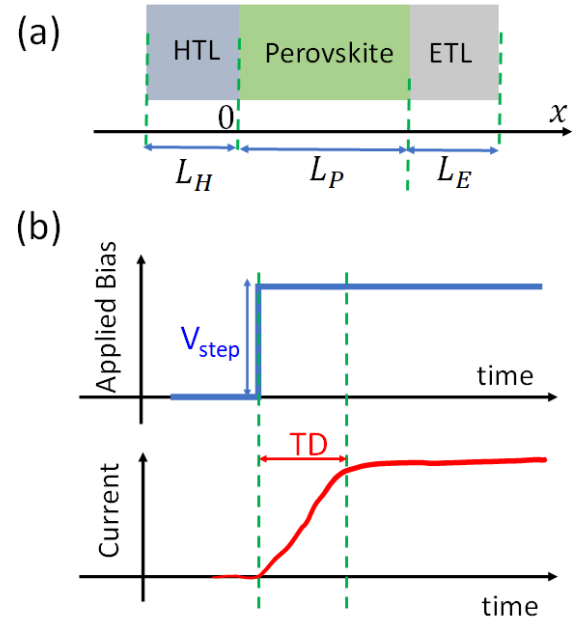 (a)
HTL Perovskite ETL
0 x
L_H L_P L_E
(b)
Applied Bias
V_step
time
TD
Current
time